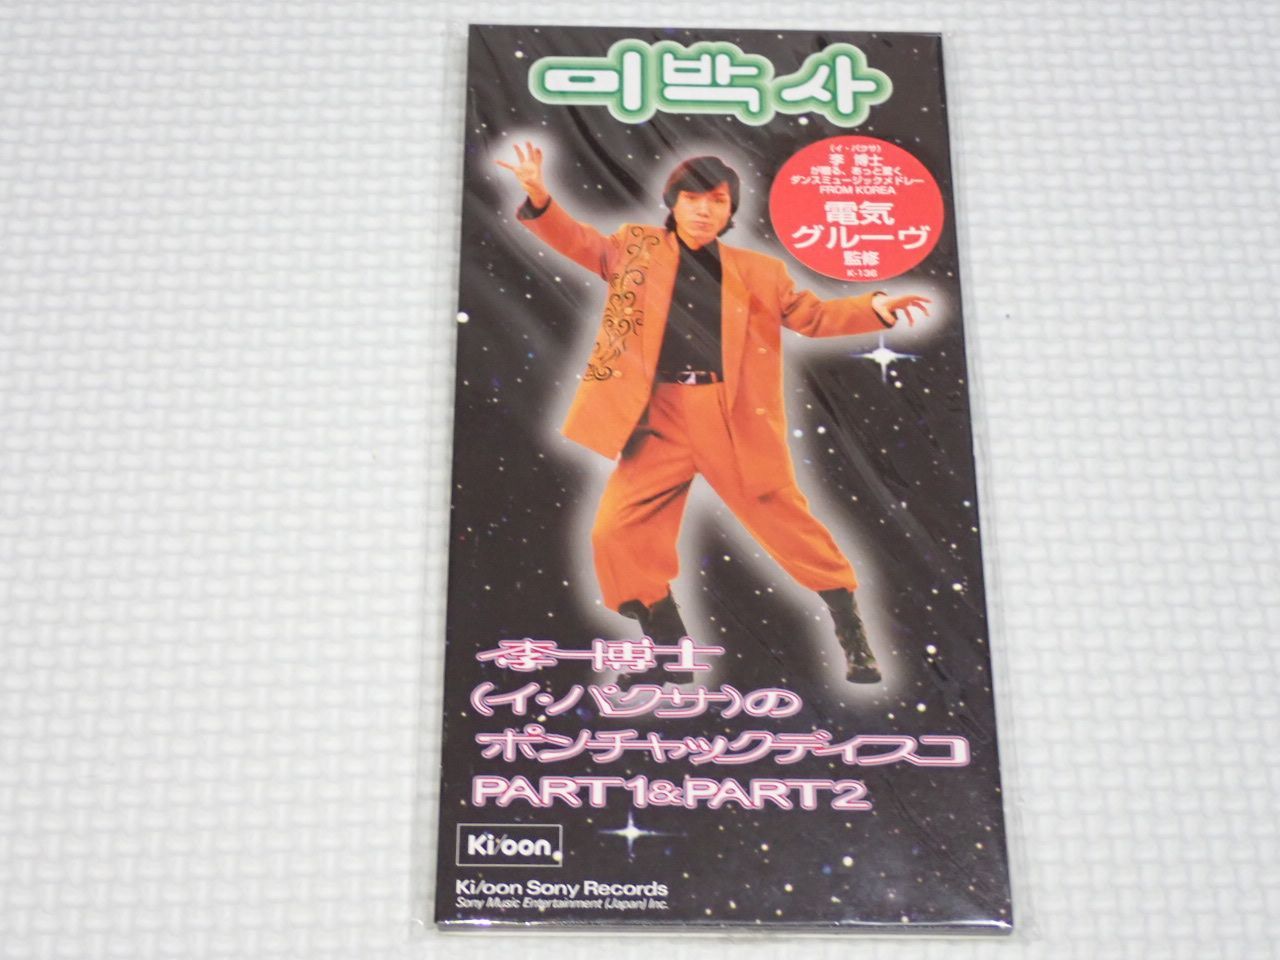 이박사
(イ・パクサ)
李 博士
が贈る、あっと驚く
ダンスミュージックメドレー
FROM KOREA
電気
グルーヴ
監修
K-136
李博士
(イ・パクサ)の
ポンチャックディスコ
PART1&PART2
Ki/oon
Ki/oon Sony Records
Sony Music Entertainment (Japan) Inc.